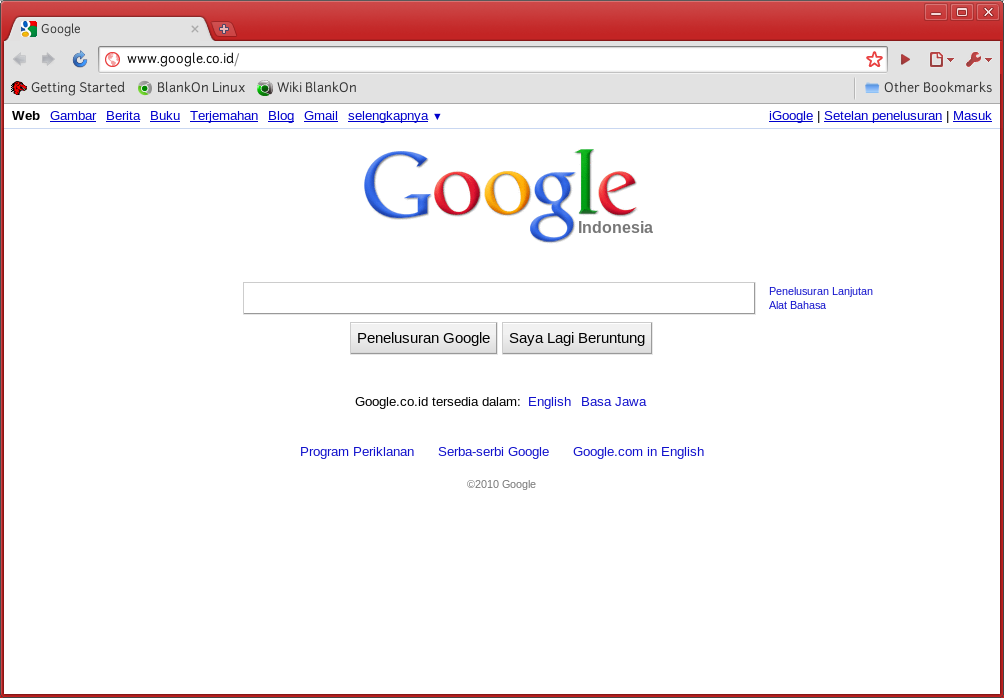 Google
www.google.co.id/
Getting Started BlankOn Linux Wiki BlankOn Other Bookmarks
Web Gambar Berita Buku Terjemahan Blog Gmail selengkapnya ▼ iGoogle | Setelan penelusuran | Masuk
Google
Indonesia
Penelusuran Lanjutan
Alat Bahasa
Penelusuran Google Saya Lagi Beruntung
Google.co.id tersedia dalam: English Basa Jawa
Program Periklanan Serba-serbi Google Google.com in English
©2010 Google